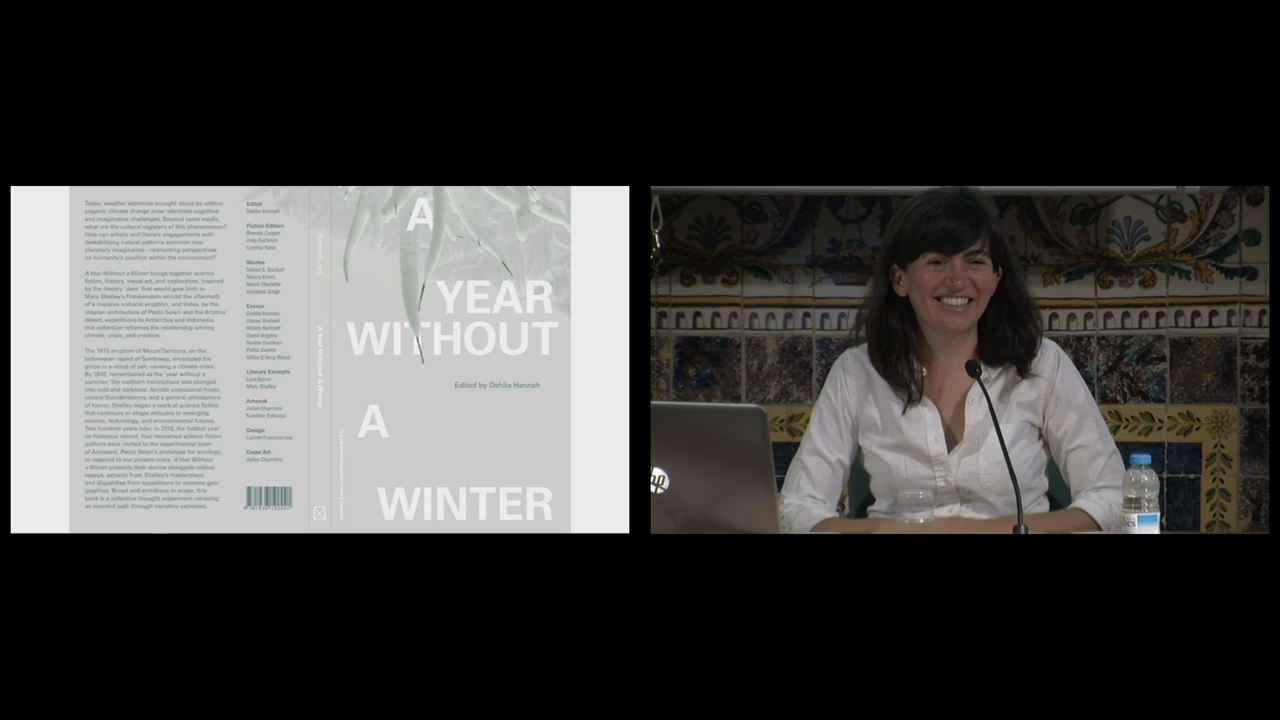 Today, weather extremes brought about by anthro-
pogenic climate change pose relentless cognitive
and imaginative challenges. Beyond news media,
what are the cultural registers of this phenomenon?
How can artistic and literary engagements with
destabilizing natural patterns summon new
planetary imaginaries—reorienting perspectives
on humanity's position within the environment?
A Year Without a Winter brings together science
fiction, history, visual art, and exploration. Inspired
by the literary 'dare' that would give birth to
Mary Shelley's Frankenstein amidst the aftermath
of a massive volcanic eruption, and today, by the
utopian architecture of Paolo Soleri and the Arizona
desert, expeditions to Antarctica and Indonesia,
this collection reframes the relationship among
climate, crisis, and creation.
The 1815 eruption of Mount Tambora, on the
Indonesian island of Sumbawa, enveloped the
globe in a cloud of ash, causing a climate crisis.
By 1816, remembered as the 'year without a
summer,' the northern hemisphere was plunged
into cold and darkness. Amidst unseasonal frosts,
violent thunderstorms, and a general atmosphere
of horror, Shelley began a work of science fiction
that continues to shape attitudes to emerging
science, technology, and environmental futures.
Two hundred years later, in 2016, the hottest year
on historical record, four renowned science fiction
authors were invited to the experimental town
of Arcosanti, Paolo Soleri's prototype for arcology,
to respond to our present crisis. A Year Without
a Winter presents their stories alongside critical
essays, extracts from Shelley's masterpiece,
and dispatches from expeditions to extreme geo-
graphies. Broad and ambitious in scope, this
book is a collective thought experiment retracing
an inverted path through narrative extremes.
Editor
Dehlia Hannah
Fiction Editors
Brenda Cooper
Joey Eschrich
Cynthia Selin
Stories
Tobias S. Buckell
Nancy Kress
Nnedi Okorafor
Vandana Singh
Essays
Dehlia Hannah
James Graham
Hilairy Hartnett
David Higgins
Nadim Samman
Pablo Suarez
Gillen D'Arcy Wood
Literary Excerpts
Lord Byron
Mary Shelley
Artwork
Julian Charrière
Karolina Sobecka
Design
Lauren Francescone
Cover Art
Julian Charrière
A Year Without A Winter
A
YEAR
WITHOUT
Edited by Dehlia Hannah
A
WINTER
hp